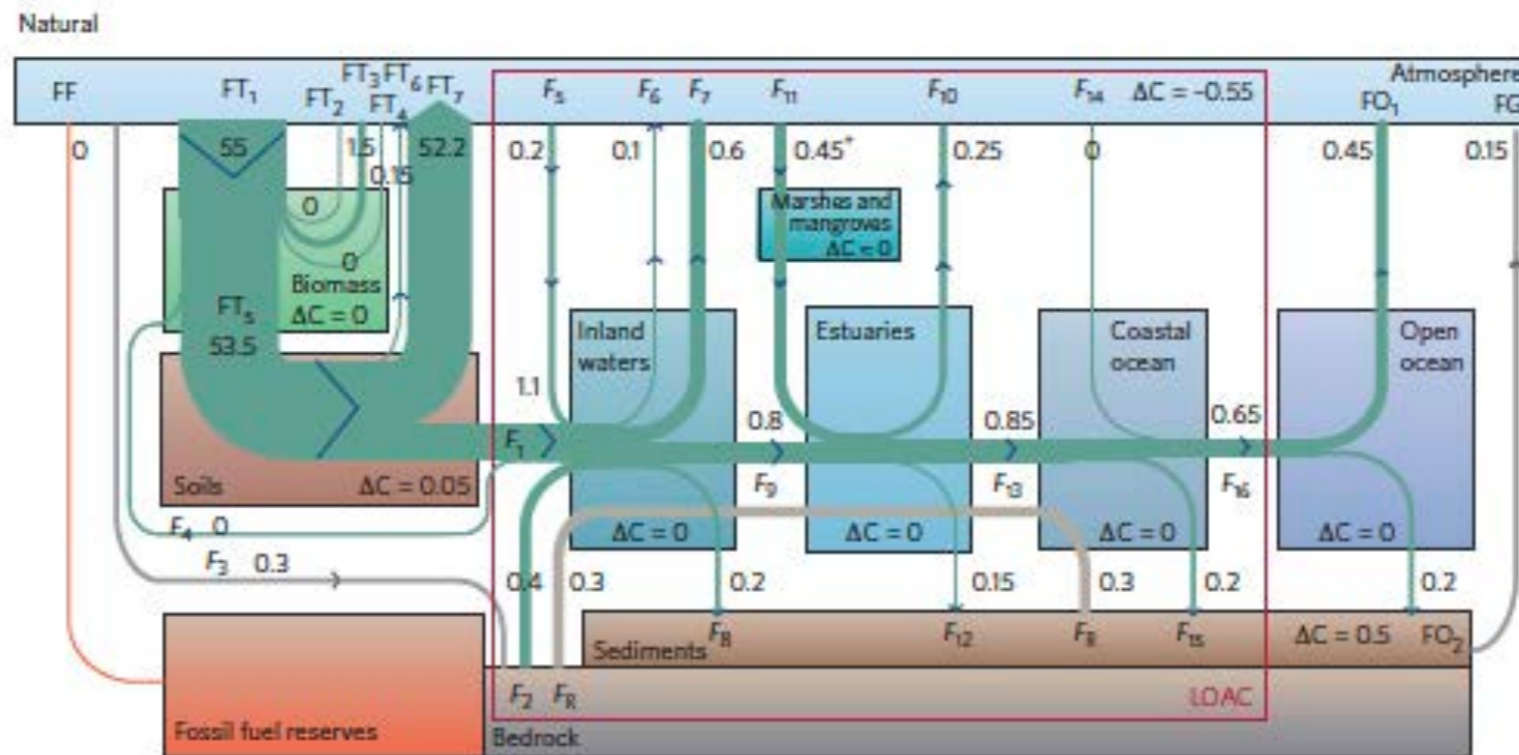 Natural
Atmosphere
FF
FT₁
FT₂
FT₃
FT₄
FT₆
FT₇
F₅
F₆
F₇
F₁₁
F₁₀
F₁₄
ΔC = -0.55
FO₁
FG
0
55
1.5
0.15
52.2
0.2
0.1
0.6
0.45⁺
0.25
0
0.45
0.15
0
0
Biomass
ΔC = 0
FT₅
53.5
Marshes and
mangroves
ΔC = 0
Inland
waters
Estuaries
Coastal
ocean
Open
ocean
1.1
F₁
0.8
F₉
0.85
F₁₃
0.65
F₁₆
Soils
ΔC = 0.05
ΔC = 0
ΔC = 0
ΔC = 0
ΔC = 0
F₄ 0
F₃ 0.3
0.4
0.3
0.2
0.15
0.3
0.2
0.2
Sediments
F₈
F₁₂
F_R
F₁₅
ΔC = 0.5
FO₂
F₂
F_R
LOAC
Fossil fuel reserves
Bedrock